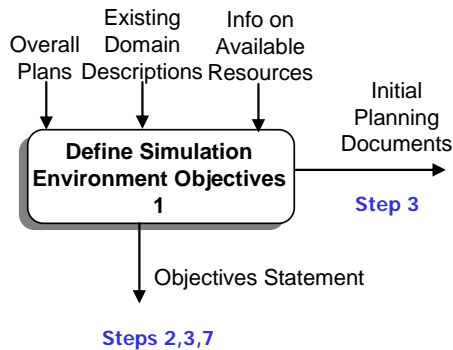 Overall
Plans
Existing
Domain
Descriptions
Info on
Available
Resources
Initial
Planning
Documents
Define Simulation
Environment Objectives
1
Step 3
Objectives Statement
Steps 2,3,7